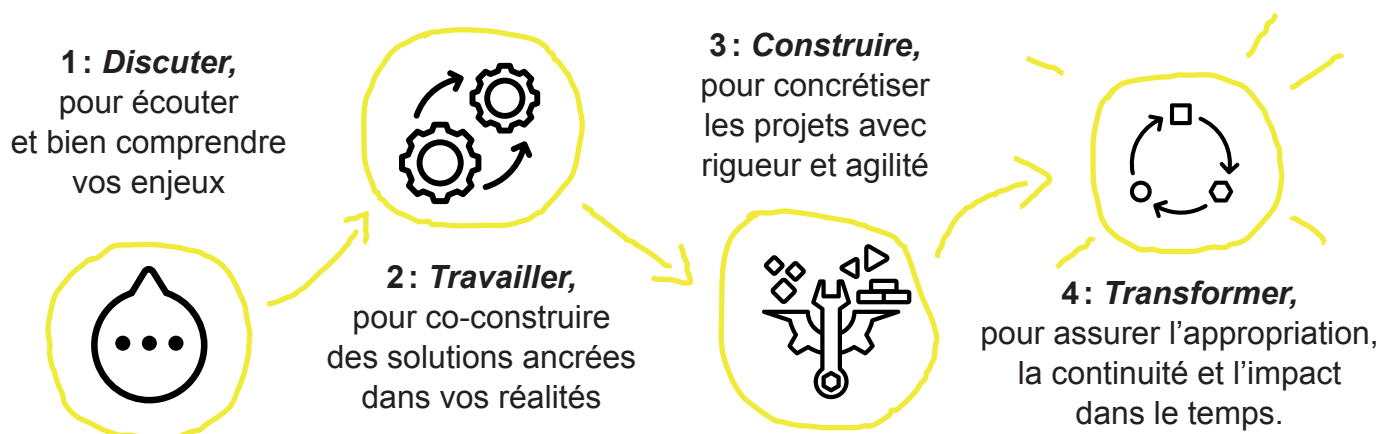 1 : Discuter,
pour écouter
et bien comprendre
vos enjeux
2 : Travailler,
pour co-construire
des solutions ancrées
dans vos réalités
3 : Construire,
pour concrétiser
les projets avec
rigueur et agilité
4 : Transformer,
pour assurer l’appropriation,
la continuité et l’impact
dans le temps.